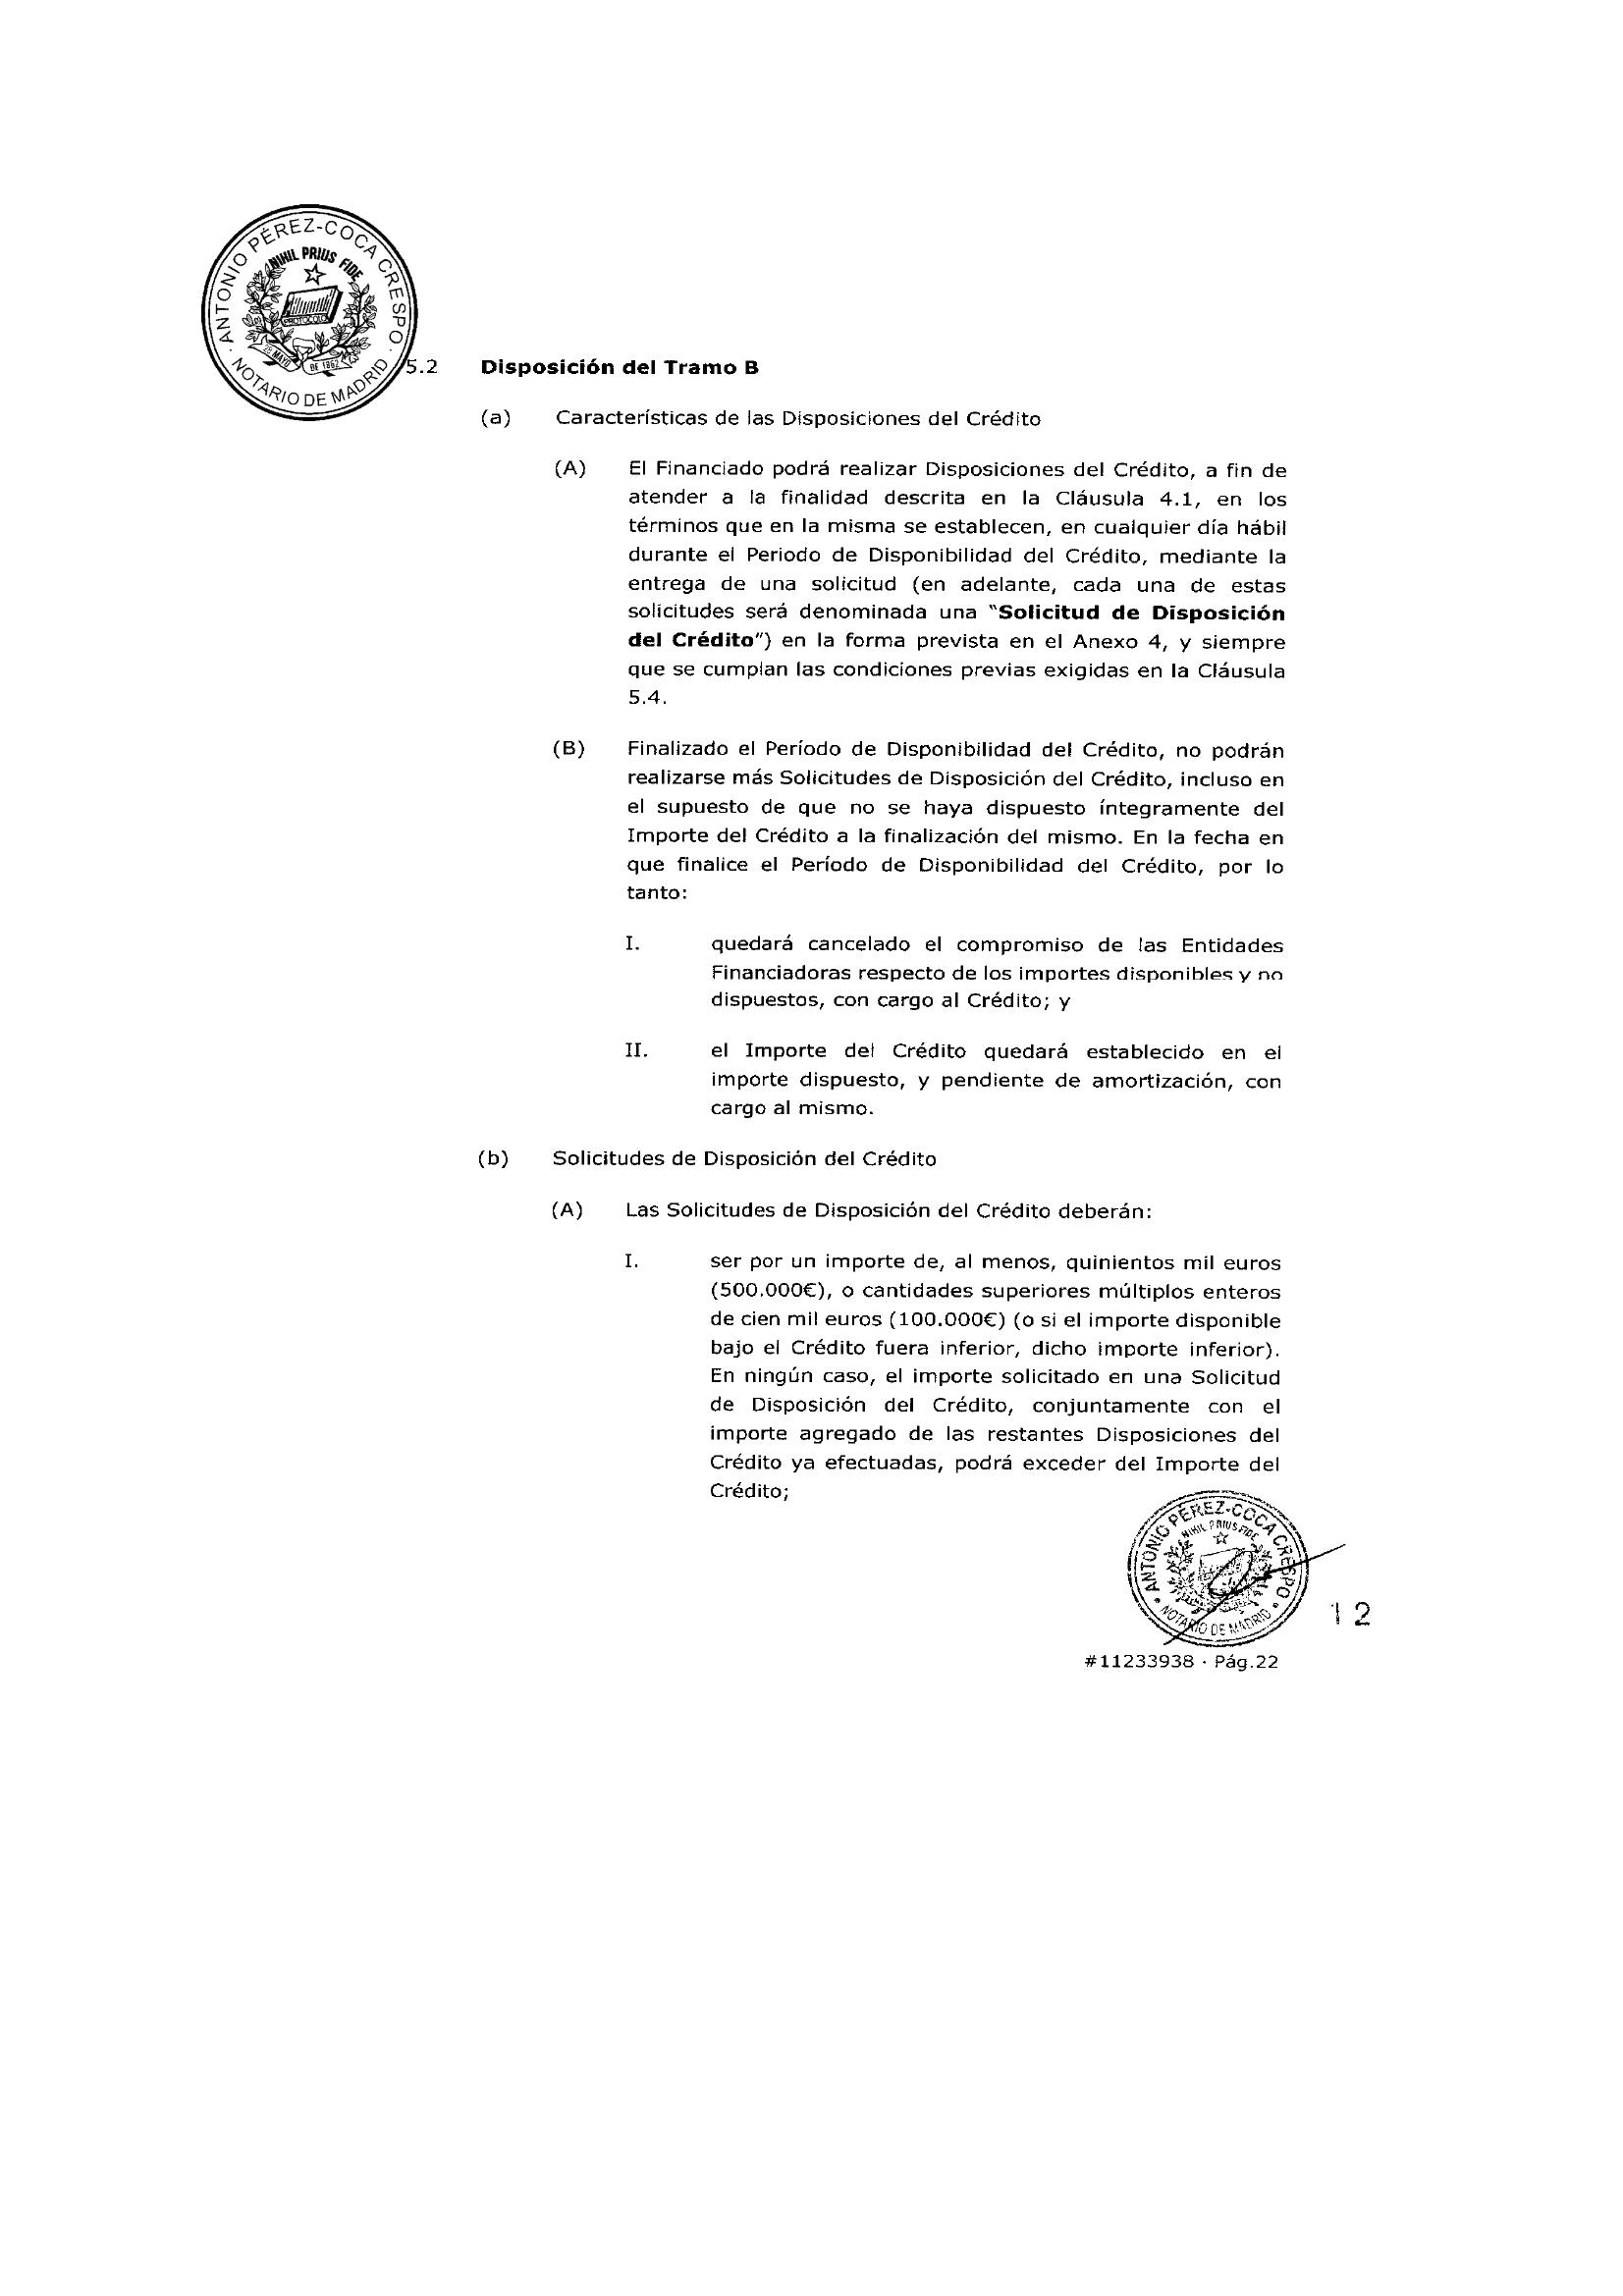 ANTONIO PÉREZ-COCA CRESPO
NIHIL PRIUS FIDE
PROTOCOLO
28 MAYO DE 1862
NOTARIO DE MADRID
5.2 Disposición del Tramo B
(a) Características de las Disposiciones del Crédito
(A) El Financiado podrá realizar Disposiciones del Crédito, a fin de
atender a la finalidad descrita en la Cláusula 4.1, en los
términos que en la misma se establecen, en cualquier día hábil
durante el Periodo de Disponibilidad del Crédito, mediante la
entrega de una solicitud (en adelante, cada una de estas
solicitudes será denominada una "Solicitud de Disposición
del Crédito") en la forma prevista en el Anexo 4, y siempre
que se cumplan las condiciones previas exigidas en la Cláusula
5.4.
(B) Finalizado el Período de Disponibilidad del Crédito, no podrán
realizarse más Solicitudes de Disposición del Crédito, incluso en
el supuesto de que no se haya dispuesto íntegramente del
Importe del Crédito a la finalización del mismo. En la fecha en
que finalice el Período de Disponibilidad del Crédito, por lo
tanto:
I. quedará cancelado el compromiso de las Entidades
Financiadoras respecto de los importes disponibles y no
dispuestos, con cargo al Crédito; y
II. el Importe del Crédito quedará establecido en el
importe dispuesto, y pendiente de amortización, con
cargo al mismo.
(b) Solicitudes de Disposición del Crédito
(A) Las Solicitudes de Disposición del Crédito deberán:
I. ser por un importe de, al menos, quinientos mil euros
(500.000€), o cantidades superiores múltiplos enteros
de cien mil euros (100.000€) (o si el importe disponible
bajo el Crédito fuera inferior, dicho importe inferior).
En ningún caso, el importe solicitado en una Solicitud
de Disposición del Crédito, conjuntamente con el
importe agregado de las restantes Disposiciones del
Crédito ya efectuadas, podrá exceder del Importe del
Crédito;
ANTONIO PÉREZ-COCA CRESPO
NIHIL PRIUS FIDE
NOTARIO DE MADRID
12
#11233938 · Pág.22